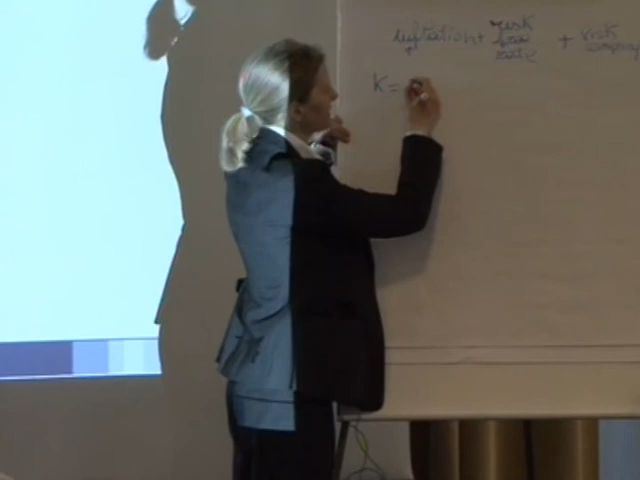 inflation + risk free rate + risk company
K =